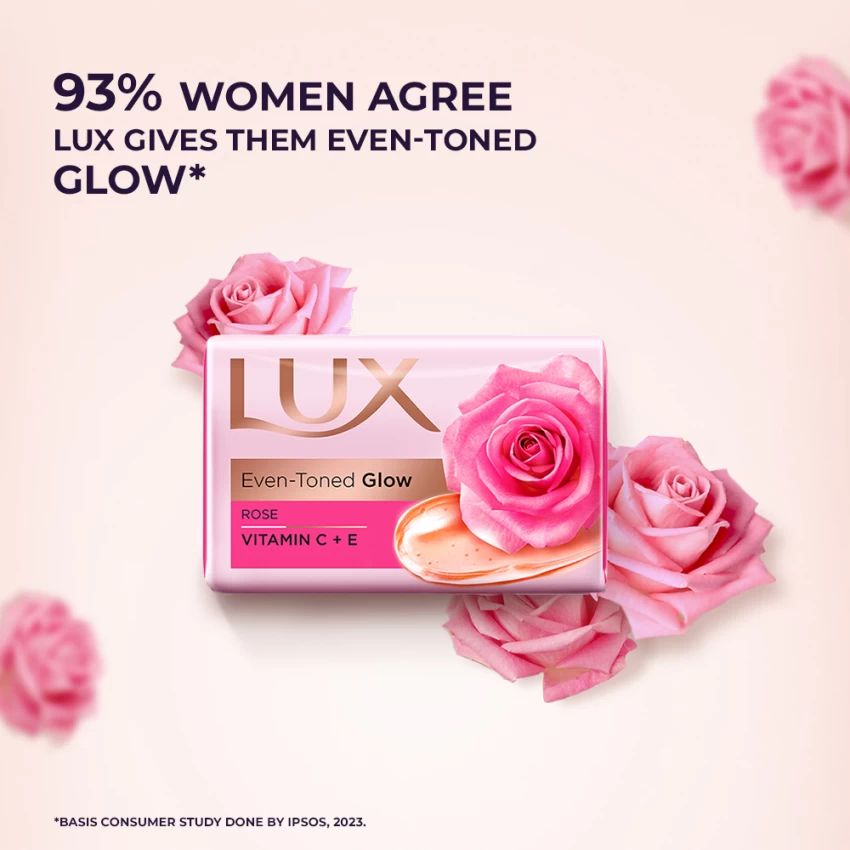 93% WOMEN AGREE
LUX GIVES THEM EVEN-TONED
GLOW*
LUX
Even-Toned Glow
ROSE
VITAMIN C + E
*BASIS CONSUMER STUDY DONE BY IPSOS, 2023.